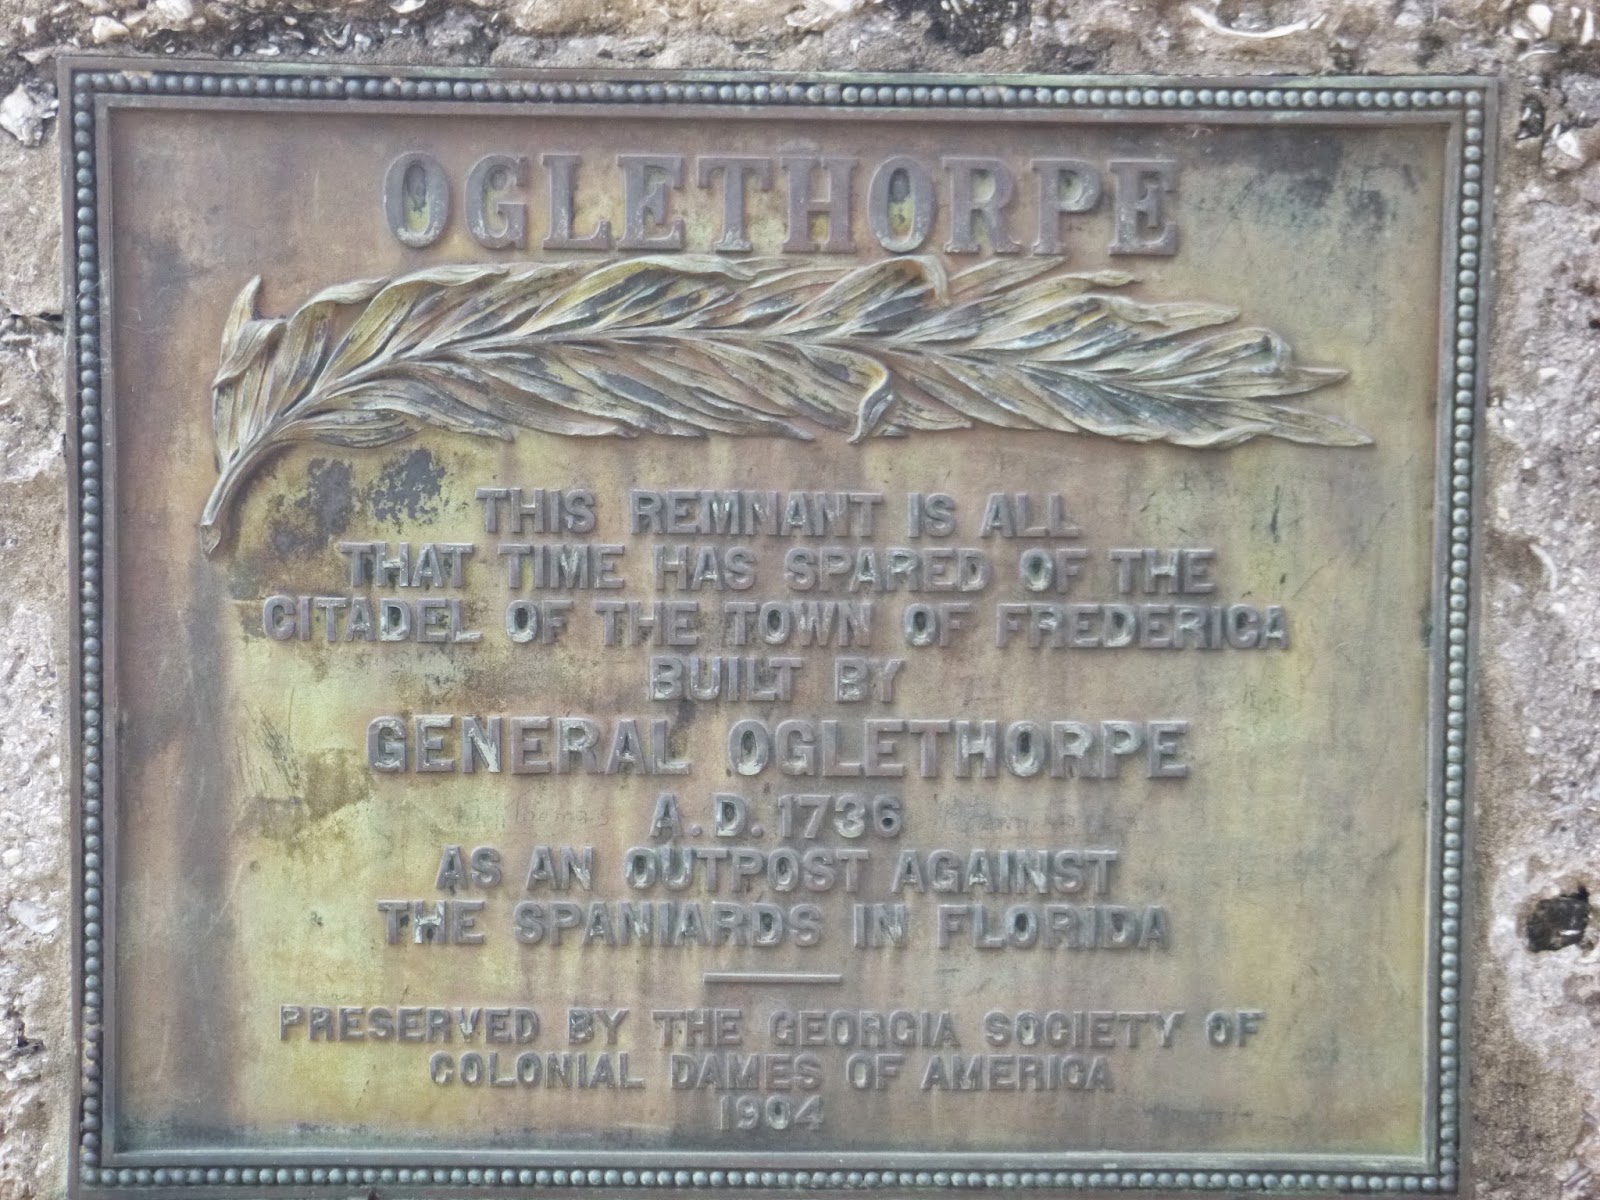 OGLETHORPE
THIS REMNANT IS ALL
THAT TIME HAS SPARED OF THE
CITADEL OF THE TOWN OF FREDERICA
BUILT BY
GENERAL OGLETHORPE
A.D. 1736
AS AN OUTPOST AGAINST
THE SPANIARDS IN FLORIDA
PRESERVED BY THE GEORGIA SOCIETY OF
COLONIAL DAMES OF AMERICA
1904